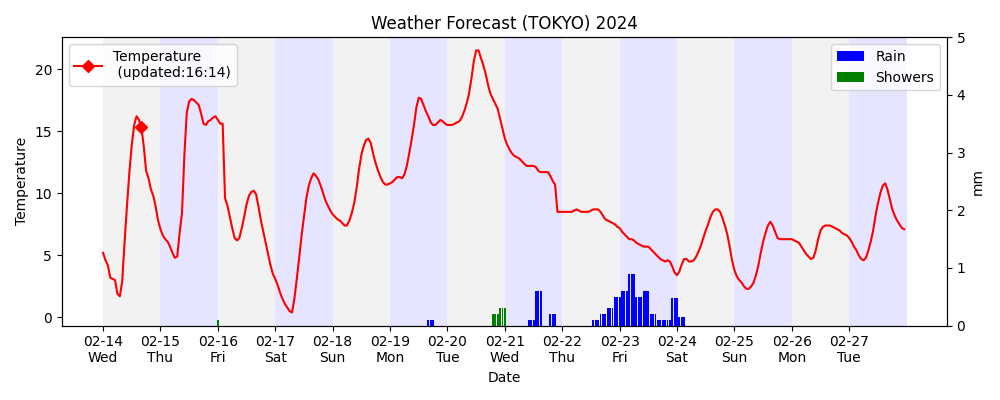 Weather Forecast (TOKYO) 2024
Temperature
(updated:16:14)
Rain
Showers
Temperature
20
15
10
5
0
5
4
3
2
1
0
mm
02-14 02-15 02-16 02-17 02-18 02-19 02-20 02-21 02-22 02-23 02-24 02-25 02-26 02-27
Wed Thu Fri Sat Sun Mon Tue Wed Thu Fri Sat Sun Mon Tue
Date